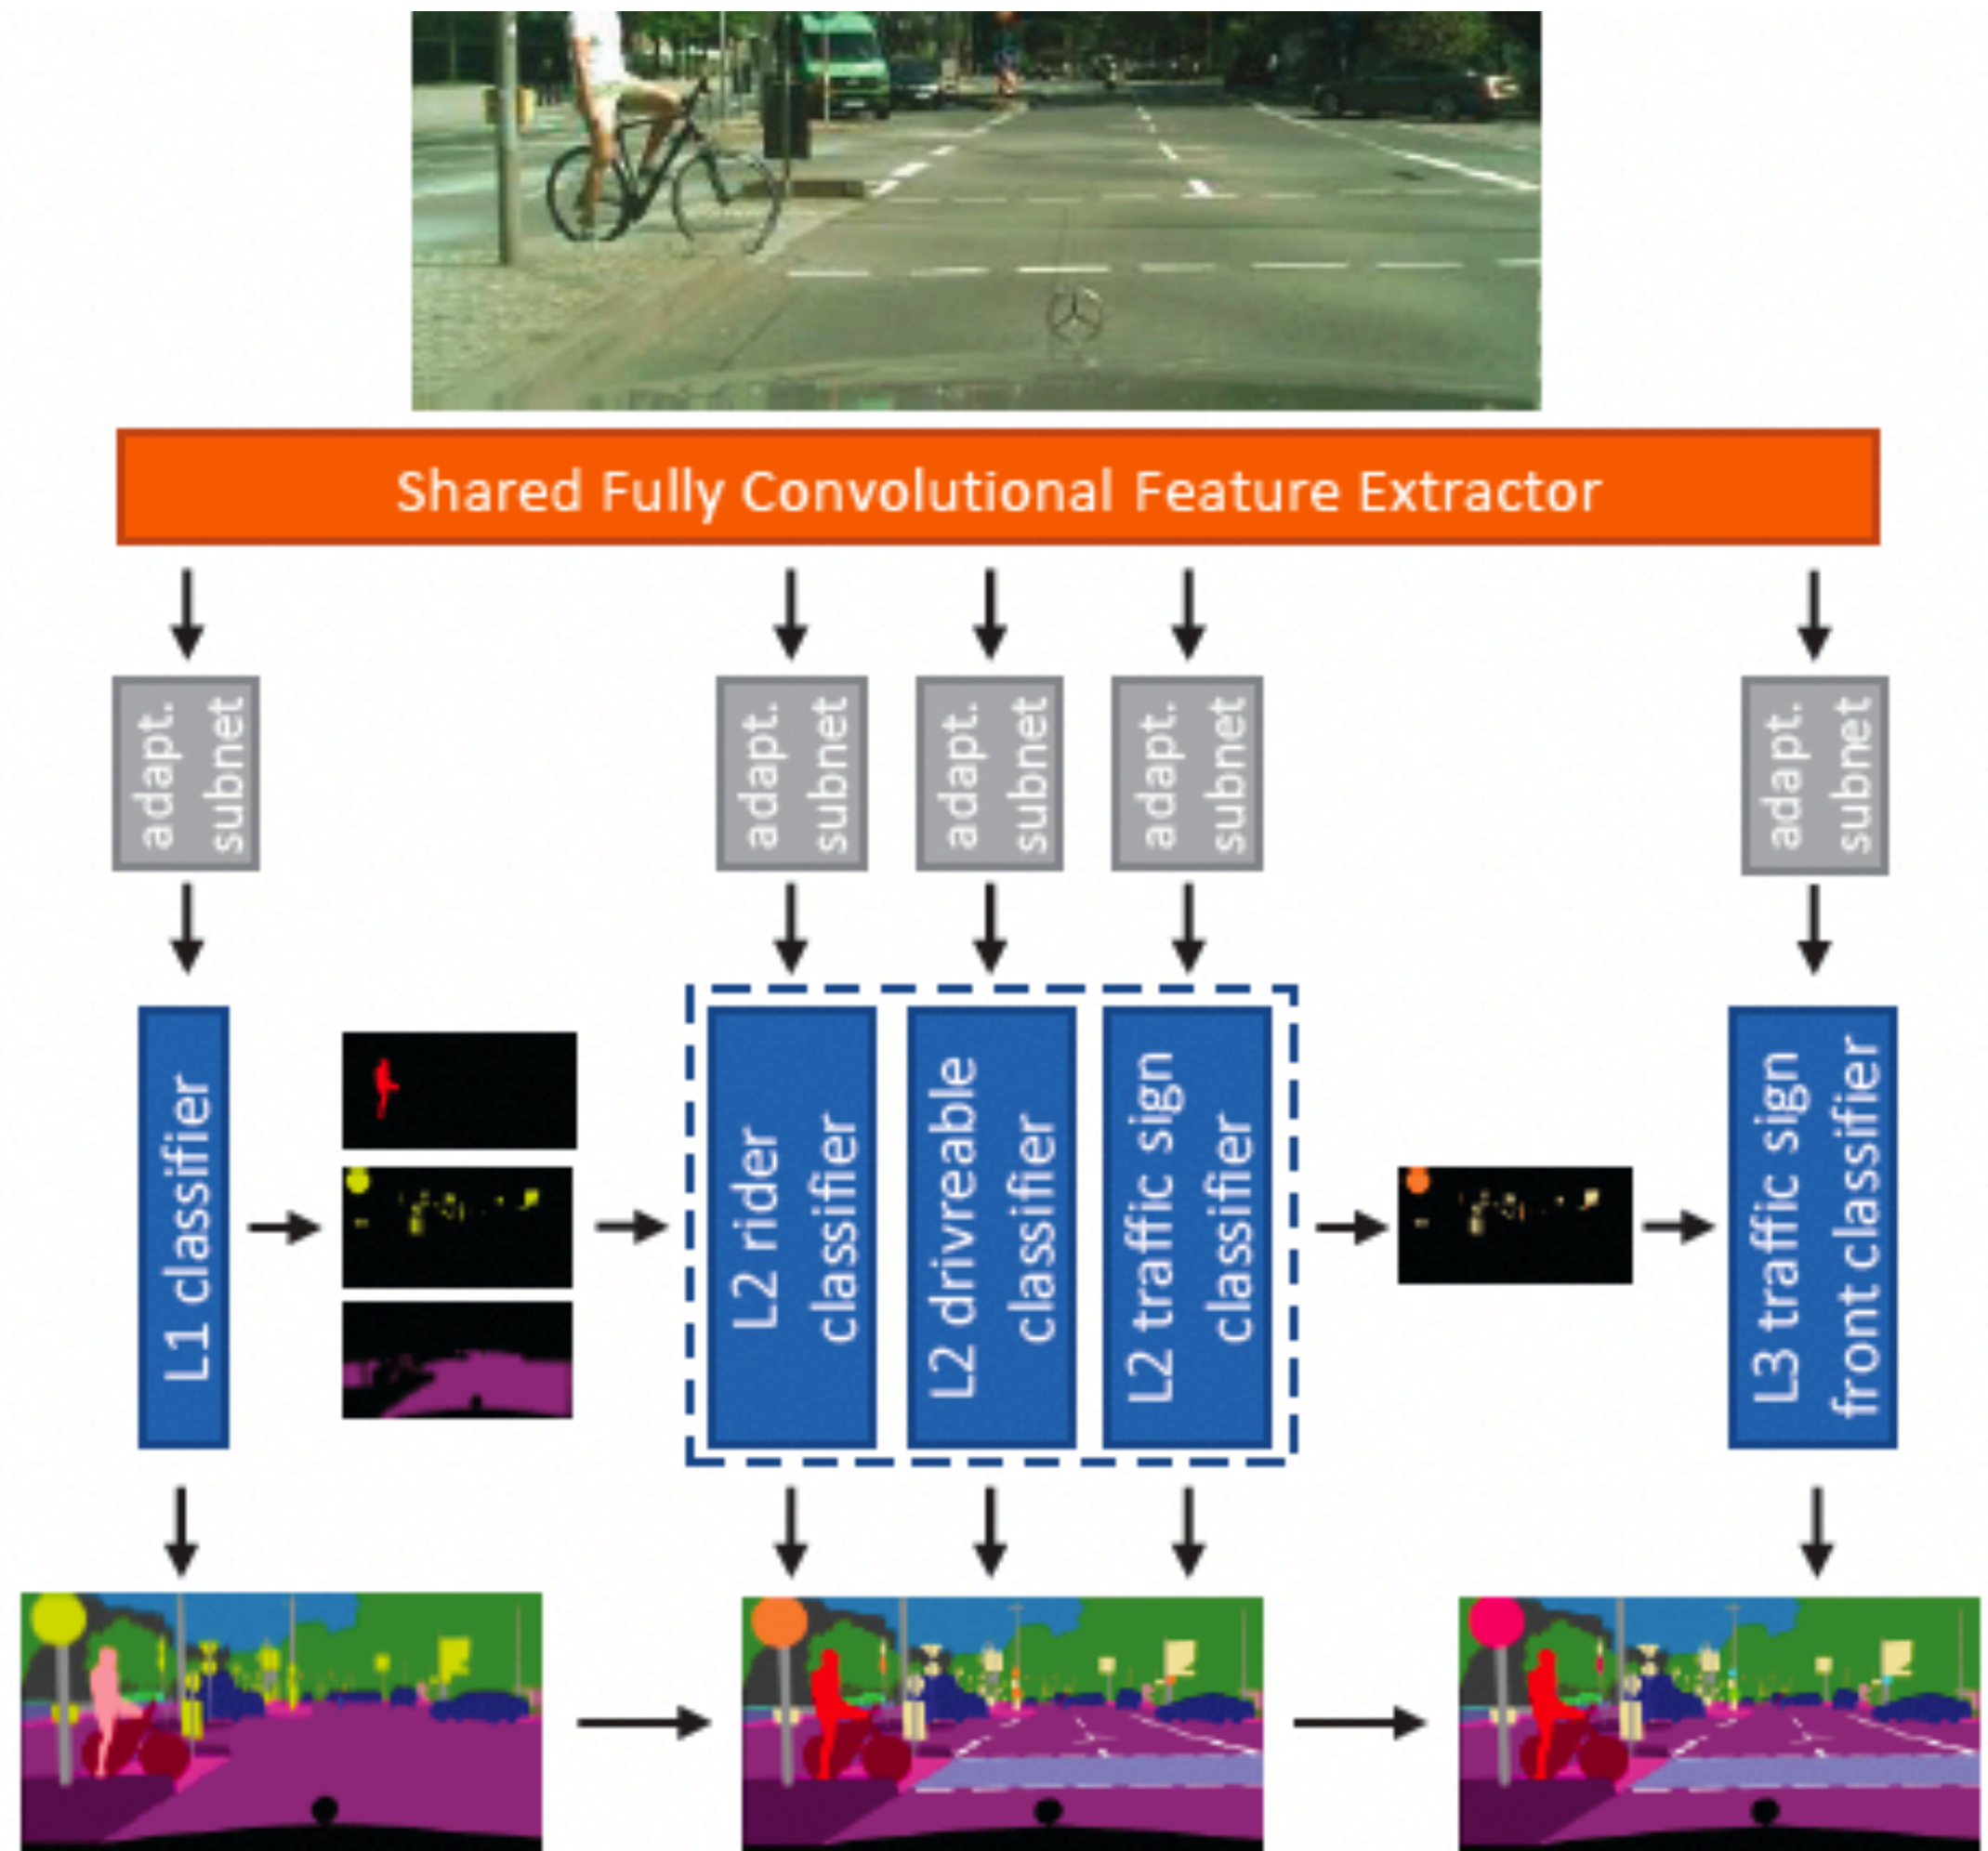 Shared Fully Convolutional Feature Extractor
adapt.
subnet
adapt.
subnet
adapt.
subnet
adapt.
subnet
adapt.
subnet
L1 classifier
L2 rider
classifier
L2 drivreable
classifier
L2 traffic sign
classifier
L3 traffic sign
front classifier